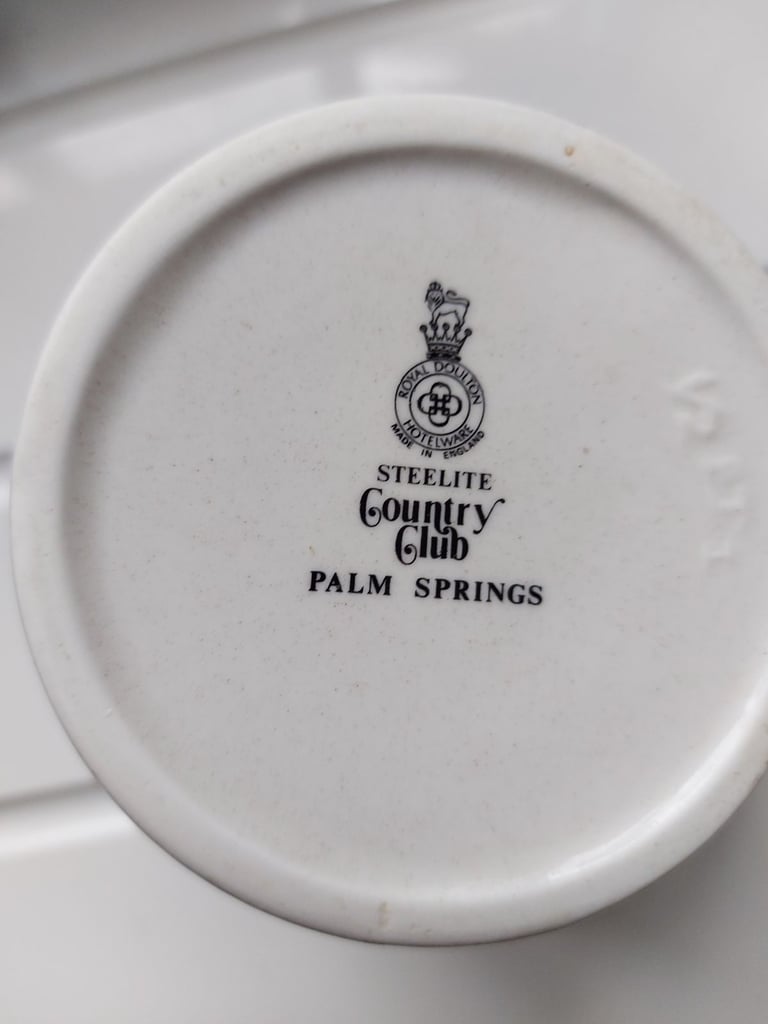 ROYAL DOULTON
HOTELWARE
MADE IN ENGLAND
STEELITE
Country
Club
PALM SPRINGS